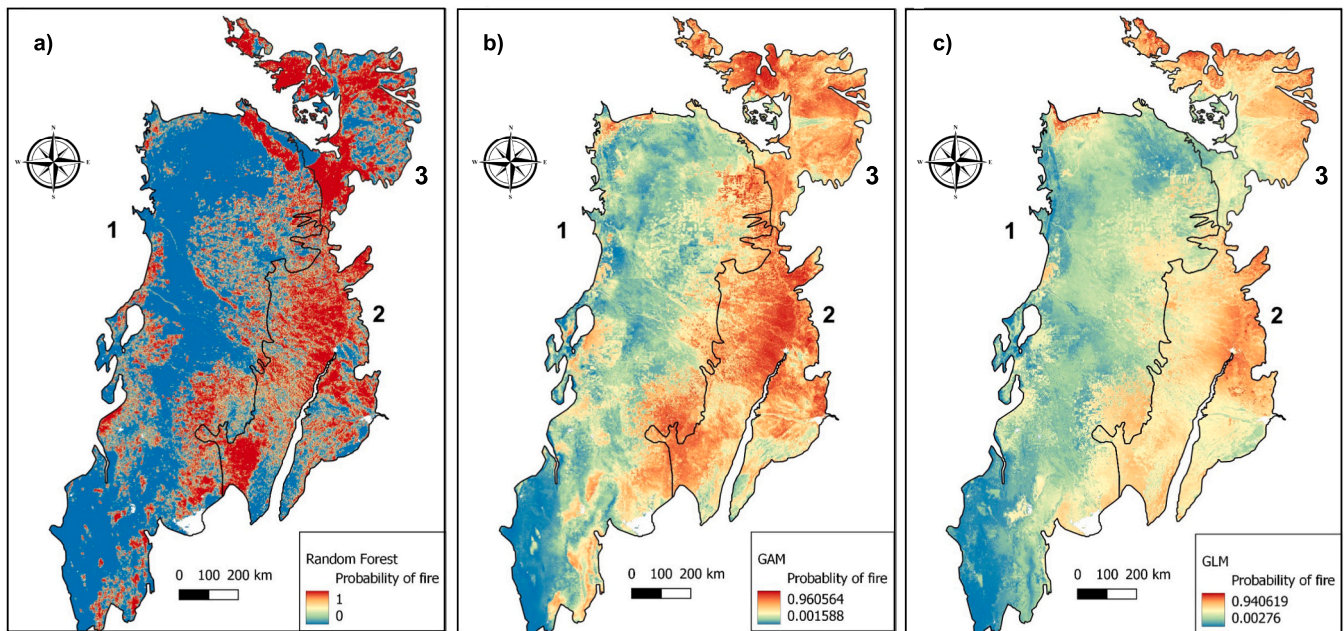 a)
N
W E
S
1
2
3
0 100 200 km
Random Forest
Probability of fire
1
0
b)
N
W E
S
1
2
3
0 100 200 km
GAM
Probablity of fire
0.960564
0.001588
c)
N
W E
S
1
2
3
0 100 200 km
GLM
Probablity of fire
0.940619
0.00276